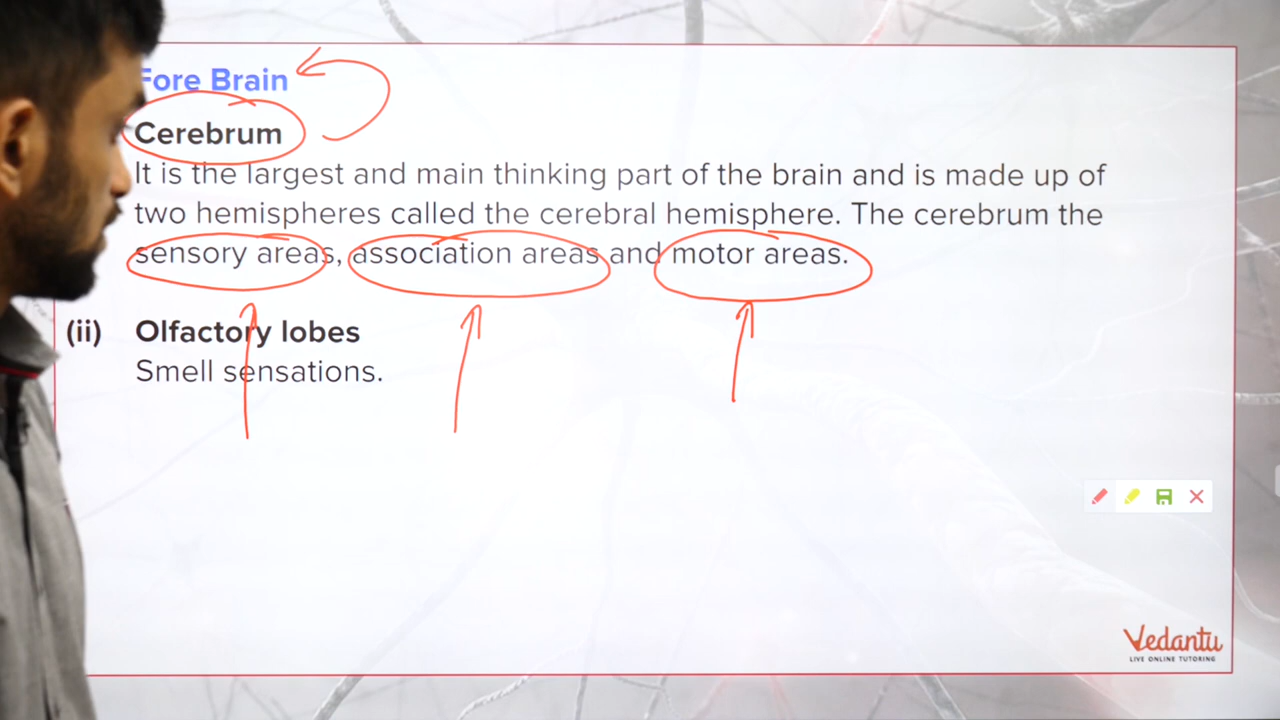 Fore Brain
Cerebrum
It is the largest and main thinking part of the brain and is made up of
two hemispheres called the cerebral hemisphere. The cerebrum the
sensory areas, association areas and motor areas.
(ii) Olfactory lobes
Smell sensations.
Vedantu
LIVE ONLINE TUTORING